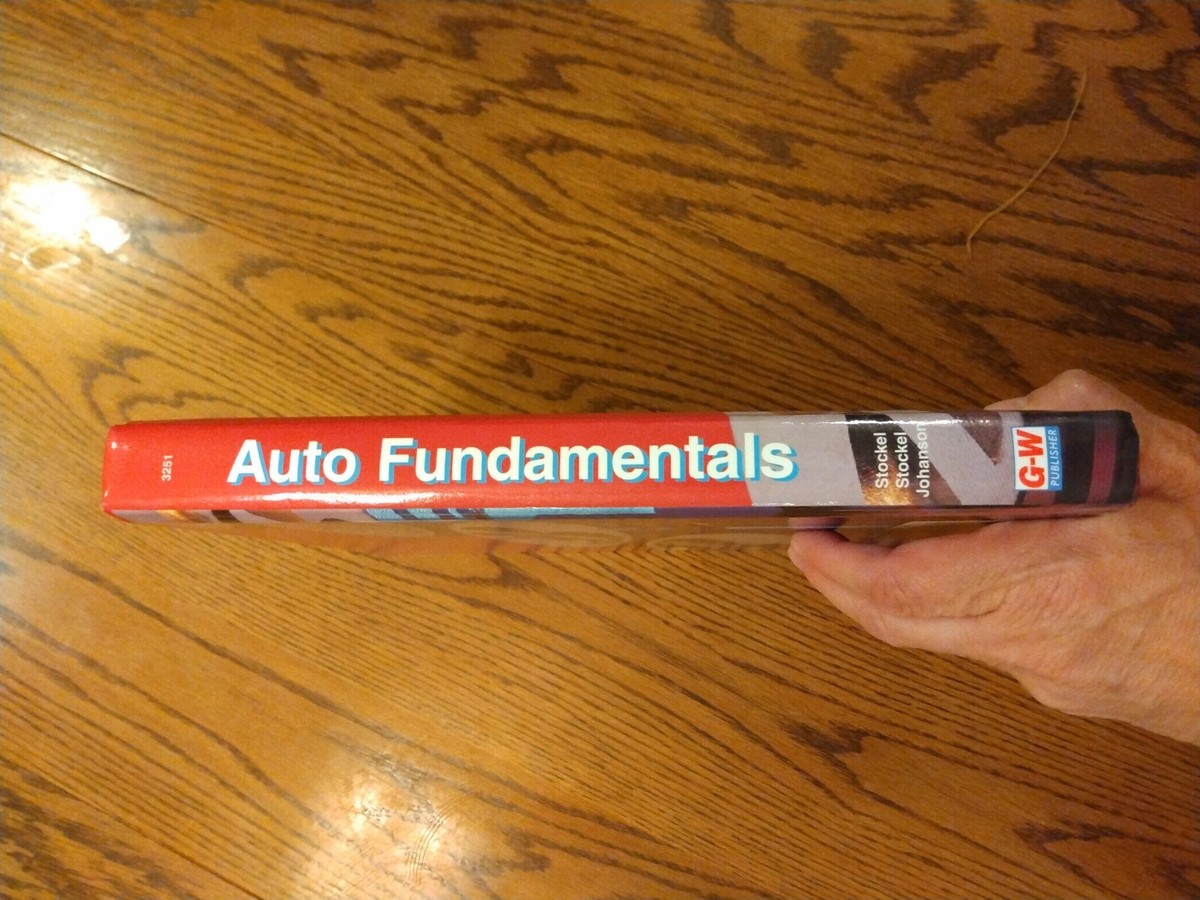 3251
Auto Fundamentals
Stockel
Stockel
Johanson
G-W
PUBLISHER